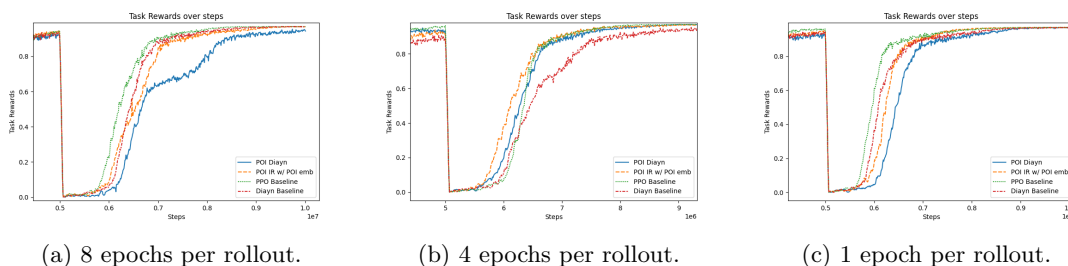 Task Rewards over steps
Task Rewards
0.8
0.6
0.4
0.2
0.0
POI Diayn
POI IR w/ POI emb
PPO Baseline
Diayn Baseline
0.5 0.6 0.7 0.8 0.9 1.0
Steps
1e7
(a) 8 epochs per rollout.
Task Rewards over steps
Task Rewards
0.8
0.6
0.4
0.2
0.0
POI Diayn
POI IR w/ POI emb
PPO Baseline
Diayn Baseline
5 6 7 8 9
Steps
1e6
(b) 4 epochs per rollout.
Task Rewards over steps
Task Rewards
0.8
0.6
0.4
0.2
0.0
POI Diayn
POI IR w/ POI emb
PPO Baseline
Diayn Baseline
0.5 0.6 0.7 0.8 0.9
Steps
(c) 1 epoch per rollout.